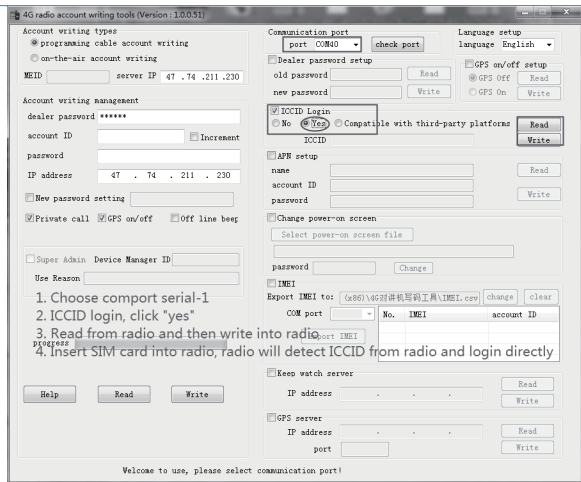 4G radio account writing tools (Version : 1.0.0.51)
Account writing types
programming cable account writing
on-the-air account writing
MEID server IP 47 .74 .211 .230
Account writing management
dealer password ******
account ID Increment
password
IP address 47 . 74 . 211 . 230
New password setting
Private call GPS on/off Off line beep
Super Admin Device Manager ID
Use Reason
progress
Help Read Write
Communication port
port COM40 check port
Language setup
language English
Dealer password setup
old password Read
new password Write
GPS on/off setup
GPS Off Read
GPS On Write
ICCID Login
No Yes Compatible with third-party platforms Read
ICCID Write
APN setup
name Read
account ID
password Write
Change power-on screen
Select power-on screen file
password Change
IMEI
Export IMEI to: (x86)\4G对讲机写码工具\IMEI.csv change clear
COM port No. IMEI account ID
Export IMEI
Keep watch server
IP address . . . Read
Write
GPS server
IP address . . . Read
port Write
1. Choose comport serial-1
2. ICCID login, click "yes"
3. Read from radio and then write into radio
4. Insert SIM card into radio, radio will detect ICCID from radio and login directly
Welcome to use, please select communication port!